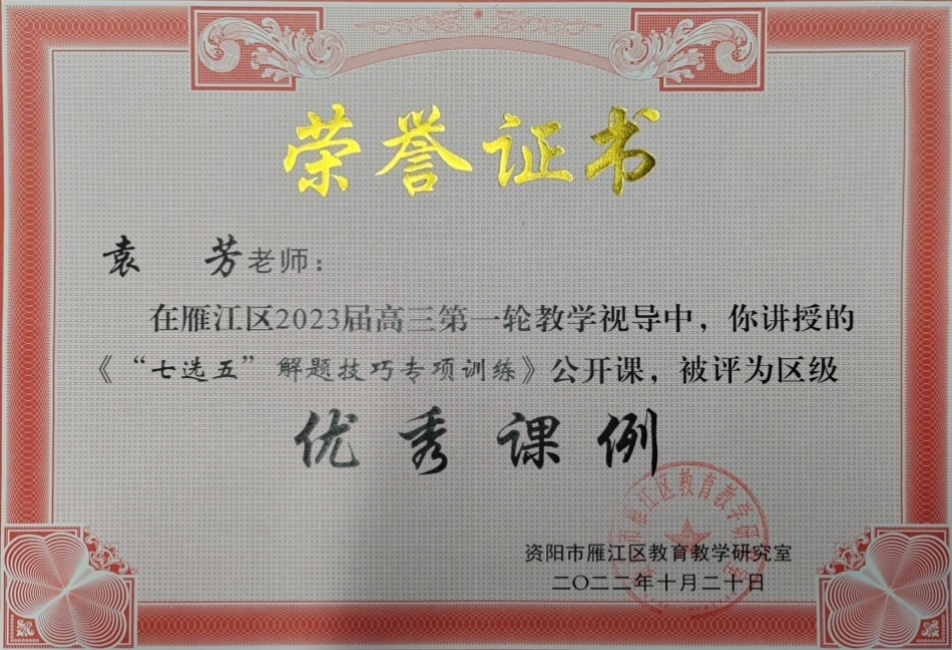 荣誉证书
袁 芳老师：
在雁江区2023届高三第一轮教学视导中，你讲授的
《“七选五”解题技巧专项训练》公开课，被评为区级
优秀课例
资阳市雁江区教育教学研究室
二〇二二年十月二十日